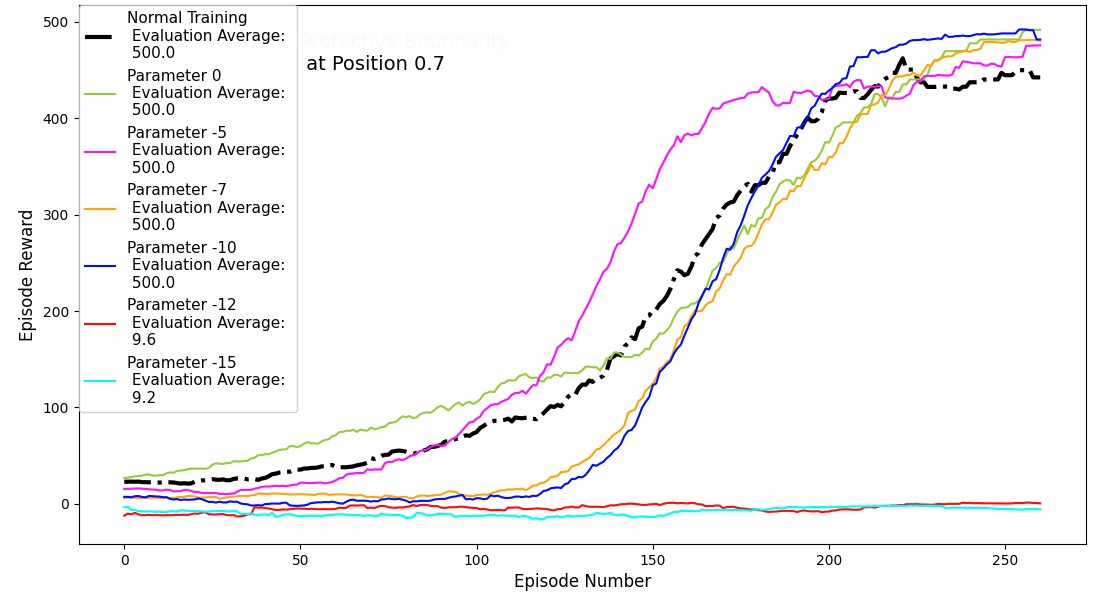 Protective Boundadry
at Position 0.7
Normal Training
Evaluation Average:
500.0
Parameter 0
Evaluation Average:
500.0
Parameter -5
Evaluation Average:
500.0
Parameter -7
Evaluation Average:
500.0
Parameter -10
Evaluation Average:
500.0
Parameter -12
Evaluation Average:
9.6
Parameter -15
Evaluation Average:
9.2
Episode Reward
500
400
300
200
100
0
0 50 100 150 200 250
Episode Number